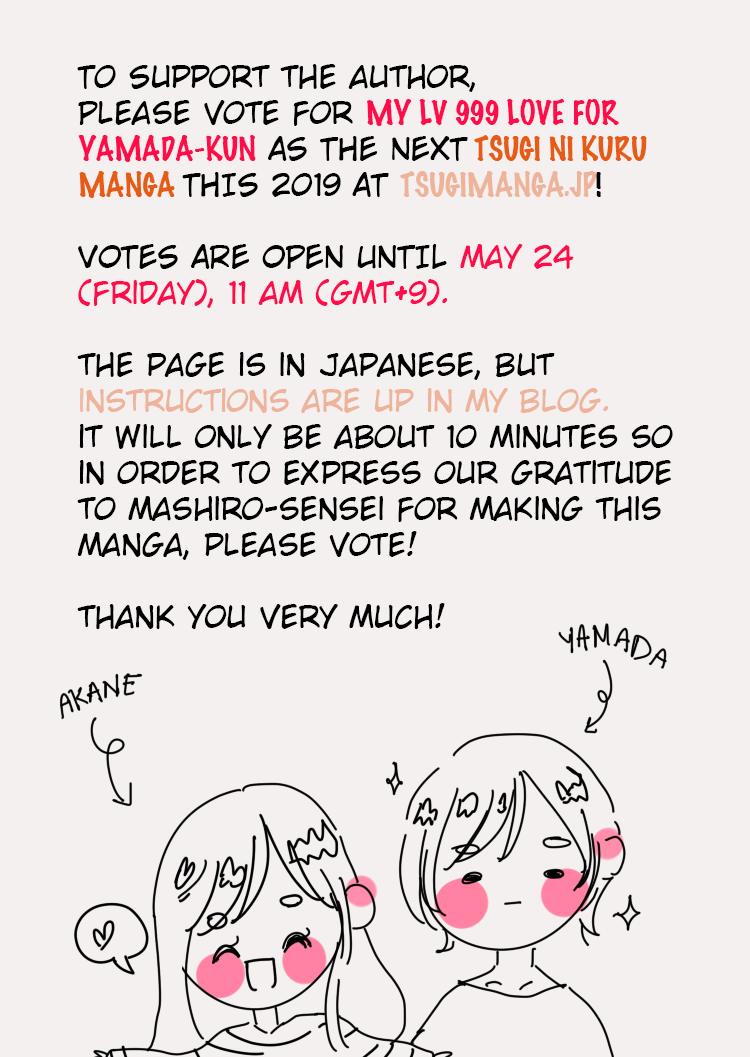 TO SUPPORT THE AUTHOR,
PLEASE VOTE FOR MY LV 999 LOVE FOR
YAMADA-KUN AS THE NEXT TSUGI NI KURU
MANGA THIS 2019 AT TSUGIMANGA.JP!
VOTES ARE OPEN UNTIL MAY 24
(FRIDAY), 11 AM (GMT+9).
THE PAGE IS IN JAPANESE, BUT
INSTRUCTIONS ARE UP IN MY BLOG.
IT WILL ONLY BE ABOUT 10 MINUTES SO
IN ORDER TO EXPRESS OUR GRATITUDE
TO MASHIRO-SENSEI FOR MAKING THIS
MANGA, PLEASE VOTE!
THANK YOU VERY MUCH!
YAMADA
AKANE